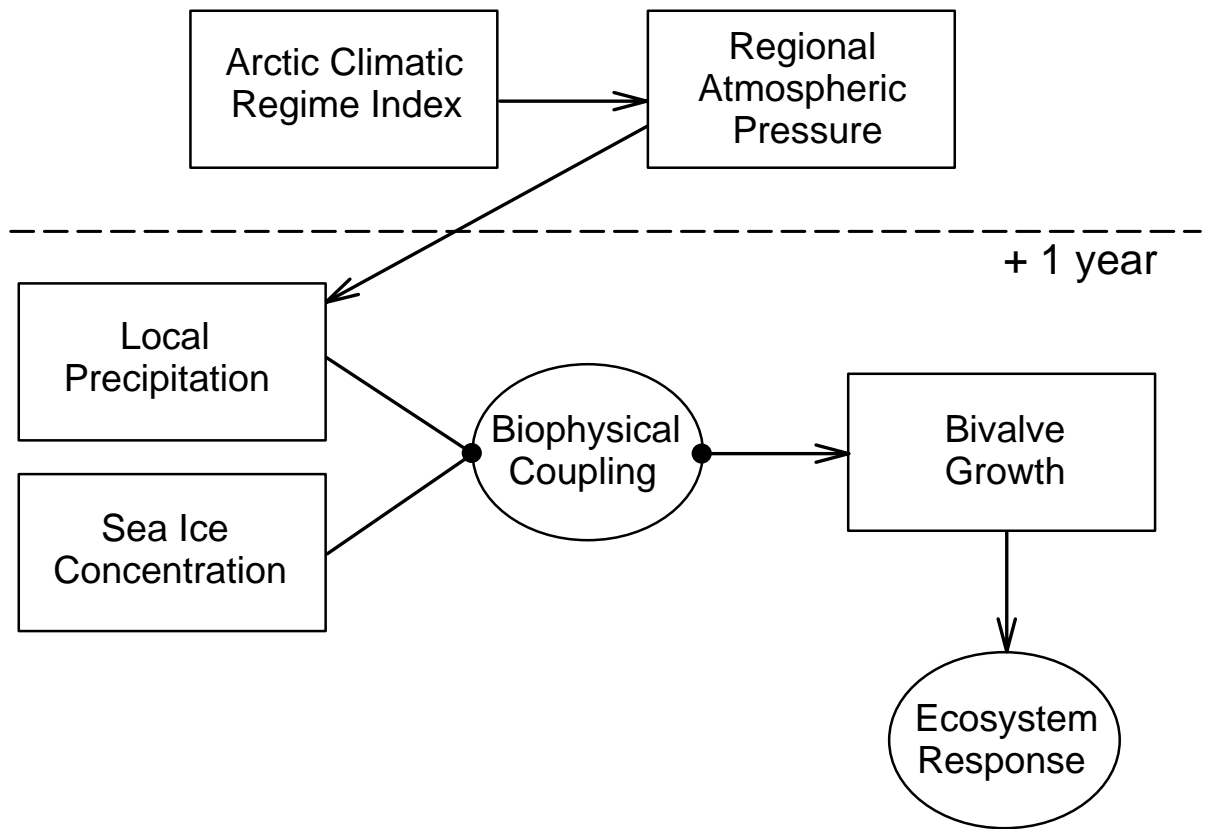 Arctic Climatic
Regime Index
Regional
Atmospheric
Pressure
+ 1 year
Local
Precipitation
Sea Ice
Concentration
Biophysical
Coupling
Bivalve
Growth
Ecosystem
Response